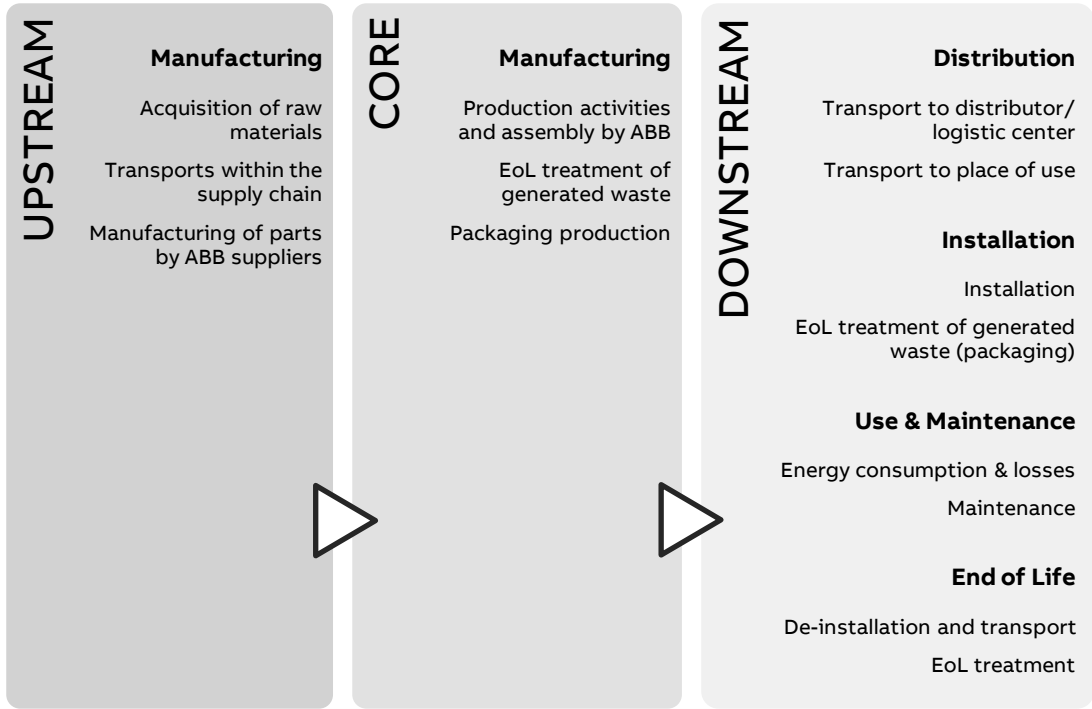 UPSTREAM
Manufacturing
Acquisition of raw
materials
Transports within the
supply chain
Manufacturing of parts
by ABB suppliers
CORE
Manufacturing
Production activities
and assembly by ABB
EoL treatment of
generated waste
Packaging production
DOWNSTREAM
Distribution
Transport to distributor/
logistic center
Transport to place of use
Installation
Installation
EoL treatment of generated
waste (packaging)
Use & Maintenance
Energy consumption & losses
Maintenance
End of Life
De-installation and transport
EoL treatment